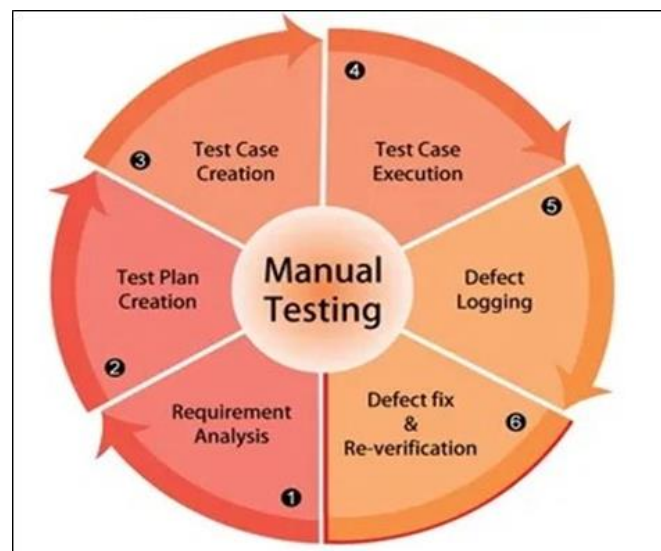 Manual
Testing
1
Requirement
Analysis
2
Test Plan
Creation
3
Test Case
Creation
4
Test Case
Execution
5
Defect
Logging
6
Defect fix
&
Re-verification